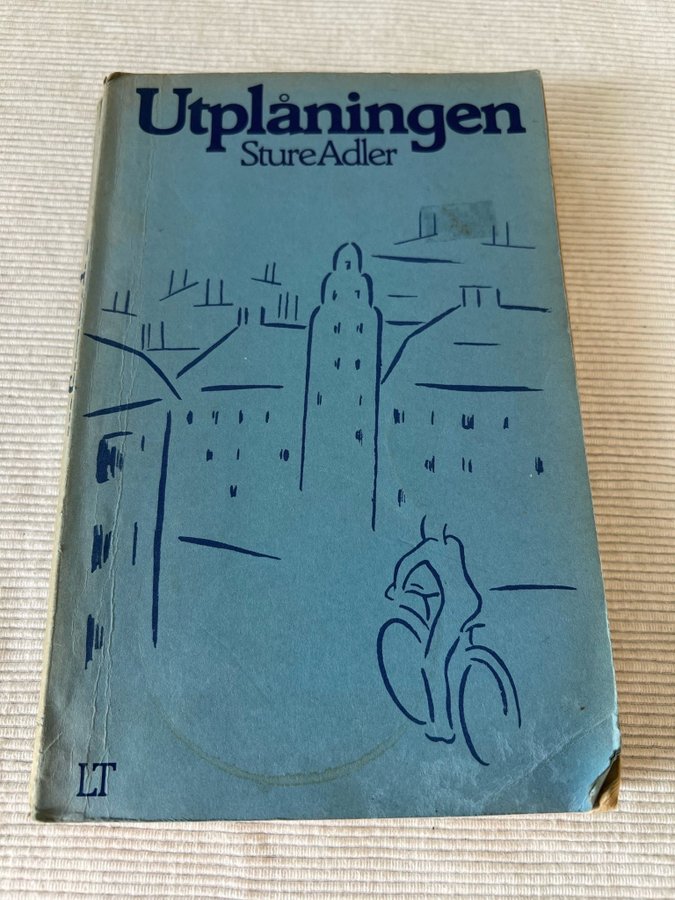 Utplåningen
Sture Adler
LT